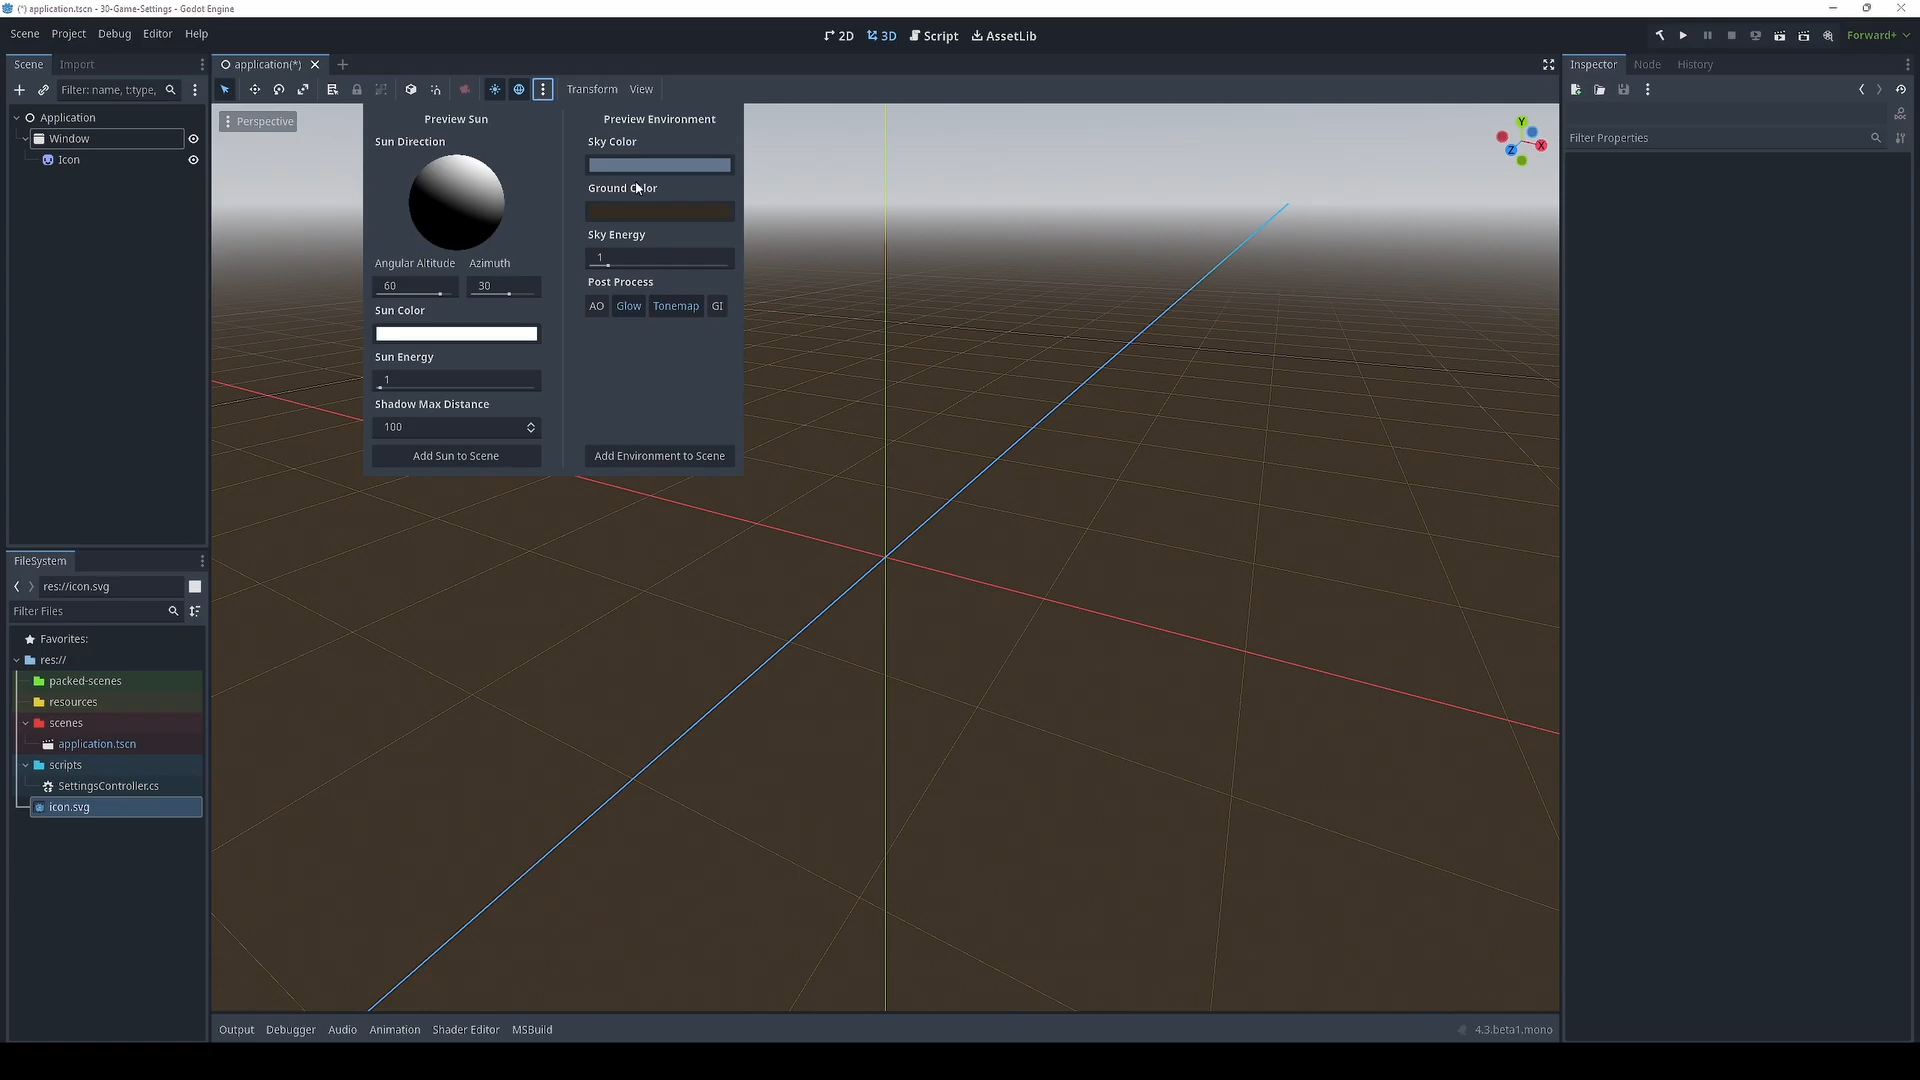 (*) application.tscn - 30-Game-Settings - Godot Engine
Scene Project Debug Editor Help
2D 3D Script AssetLib
Forward+
Scene Import
application(*)
Inspector Node History
Filter: name, t:type,
Transform View
Application
Window
Icon
Perspective
Preview Sun
Sun Direction
Angular Altitude Azimuth
60 30
Sun Color
Sun Energy
1
Shadow Max Distance
100
Add Sun to Scene
Preview Environment
Sky Color
Ground Color
Sky Energy
1
Post Process
AO Glow Tonemap GI
Add Environment to Scene
Y
X
Z
DOC
Filter Properties
FileSystem
res://icon.svg
Filter Files
Favorites:
res://
packed-scenes
resources
scenes
application.tscn
scripts
SettingsController.cs
icon.svg
Output Debugger Audio Animation Shader Editor MSBuild
4.3.beta1.mono